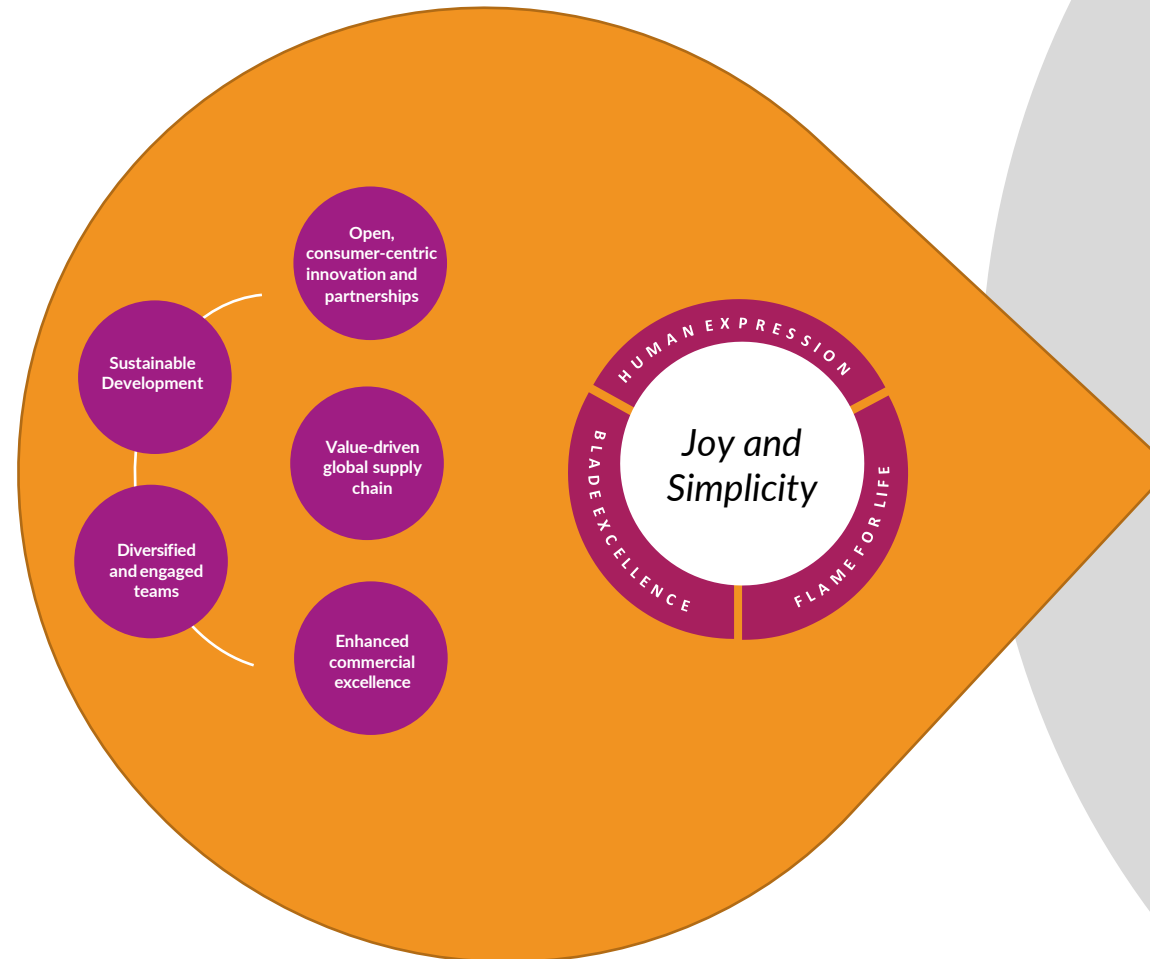 Open,
consumer-centric
innovation and
partnerships
Sustainable
Development
Value-driven
global supply
chain
Diversified
and engaged
teams
Enhanced
commercial
excellence
HUMAN EXPRESSION
BLADE EXCELLENCE
FLAME FOR LIFE
Joy and
Simplicity